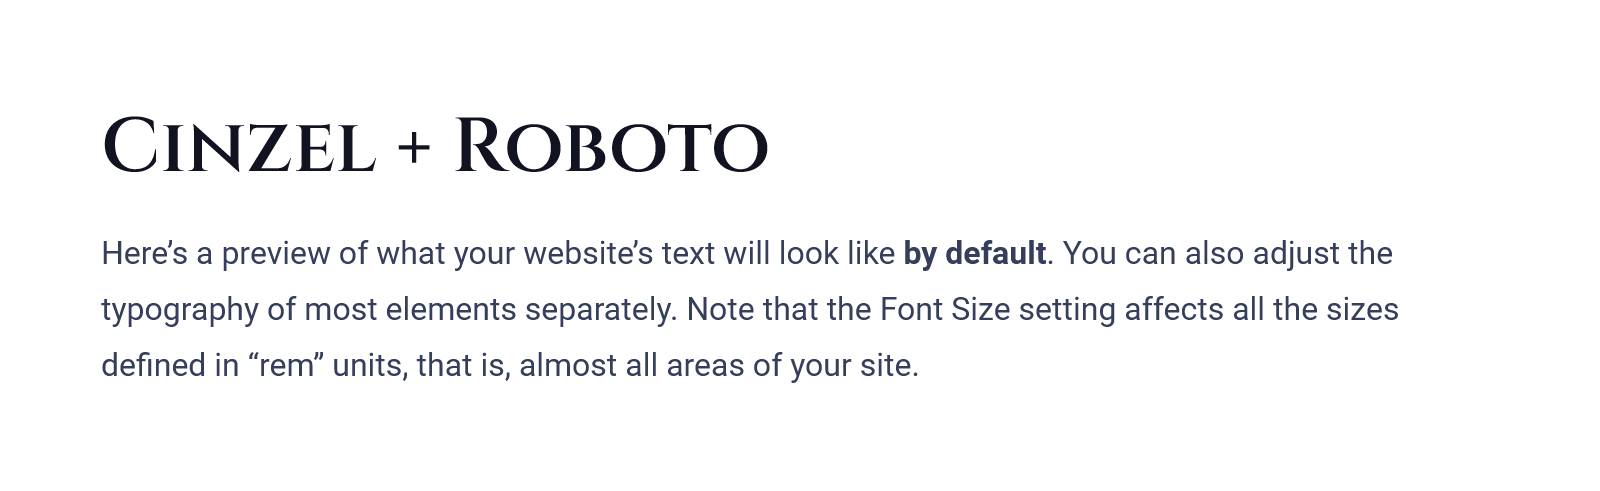 Cinzel + Roboto
Here’s a preview of what your website’s text will look like by default. You can also adjust the
typography of most elements separately. Note that the Font Size setting affects all the sizes
defined in “rem” units, that is, almost all areas of your site.